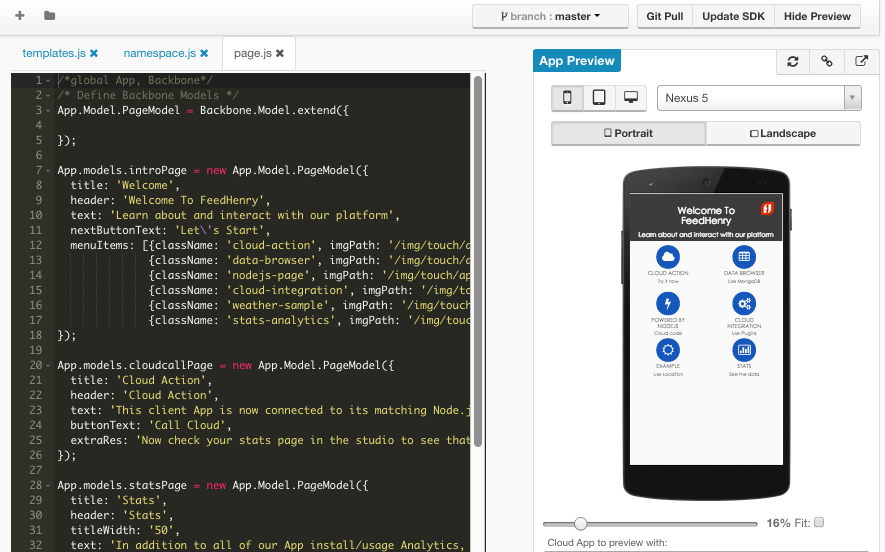 branch : master
Git Pull
Update SDK
Hide Preview
templates.js
namespace.js
page.js
1 /*global App, Backbone*/
2 /* Define Backbone Models */
3 App.Model.PageModel = Backbone.Model.extend({
4
5 });
6
7 App.models.introPage = new App.Model.PageModel({
8 title: 'Welcome',
9 header: 'Welcome To FeedHenry',
10 text: 'Learn about and interact with our platform',
11 nextButtonText: 'Let\'s Start',
12 menuItems: [{className: 'cloud-action', imgPath: '/img/touch/a
13 {className: 'data-browser', imgPath: '/img/touch/a
14 {className: 'nodejs-page', imgPath: '/img/touch/ap
15 {className: 'cloud-integration', imgPath: '/img/to
16 {className: 'weather-sample', imgPath: '/img/touch
17 {className: 'stats-analytics', imgPath: '/img/touc
18 });
19
20 App.models.cloudcallPage = new App.Model.PageModel({
21 title: 'Cloud Action',
22 header: 'Cloud Action',
23 text: 'This client App is now connected to its matching Node.j
24 buttonText: 'Call Cloud',
25 extraRes: 'Now check your stats page in the studio to see that
26 });
27
28 App.models.statsPage = new App.Model.PageModel({
29 title: 'Stats',
30 header: 'Stats',
31 titleWidth: '50',
32 text: 'In addition to all of our App install/usage Analytics,
App Preview
Nexus 5
Portrait
Landscape
Welcome To
FeedHenry
Learn about and interact with our platform
CLOUD ACTION
Try it now
DATA BROWSER
Use MongoDB
POWERED BY
NODEJS
Cloud code
CLOUD
INTEGRATION
Use Plugins
EXAMPLE
Use Location
STATS
See the data
16% Fit:
Cloud App to preview with: